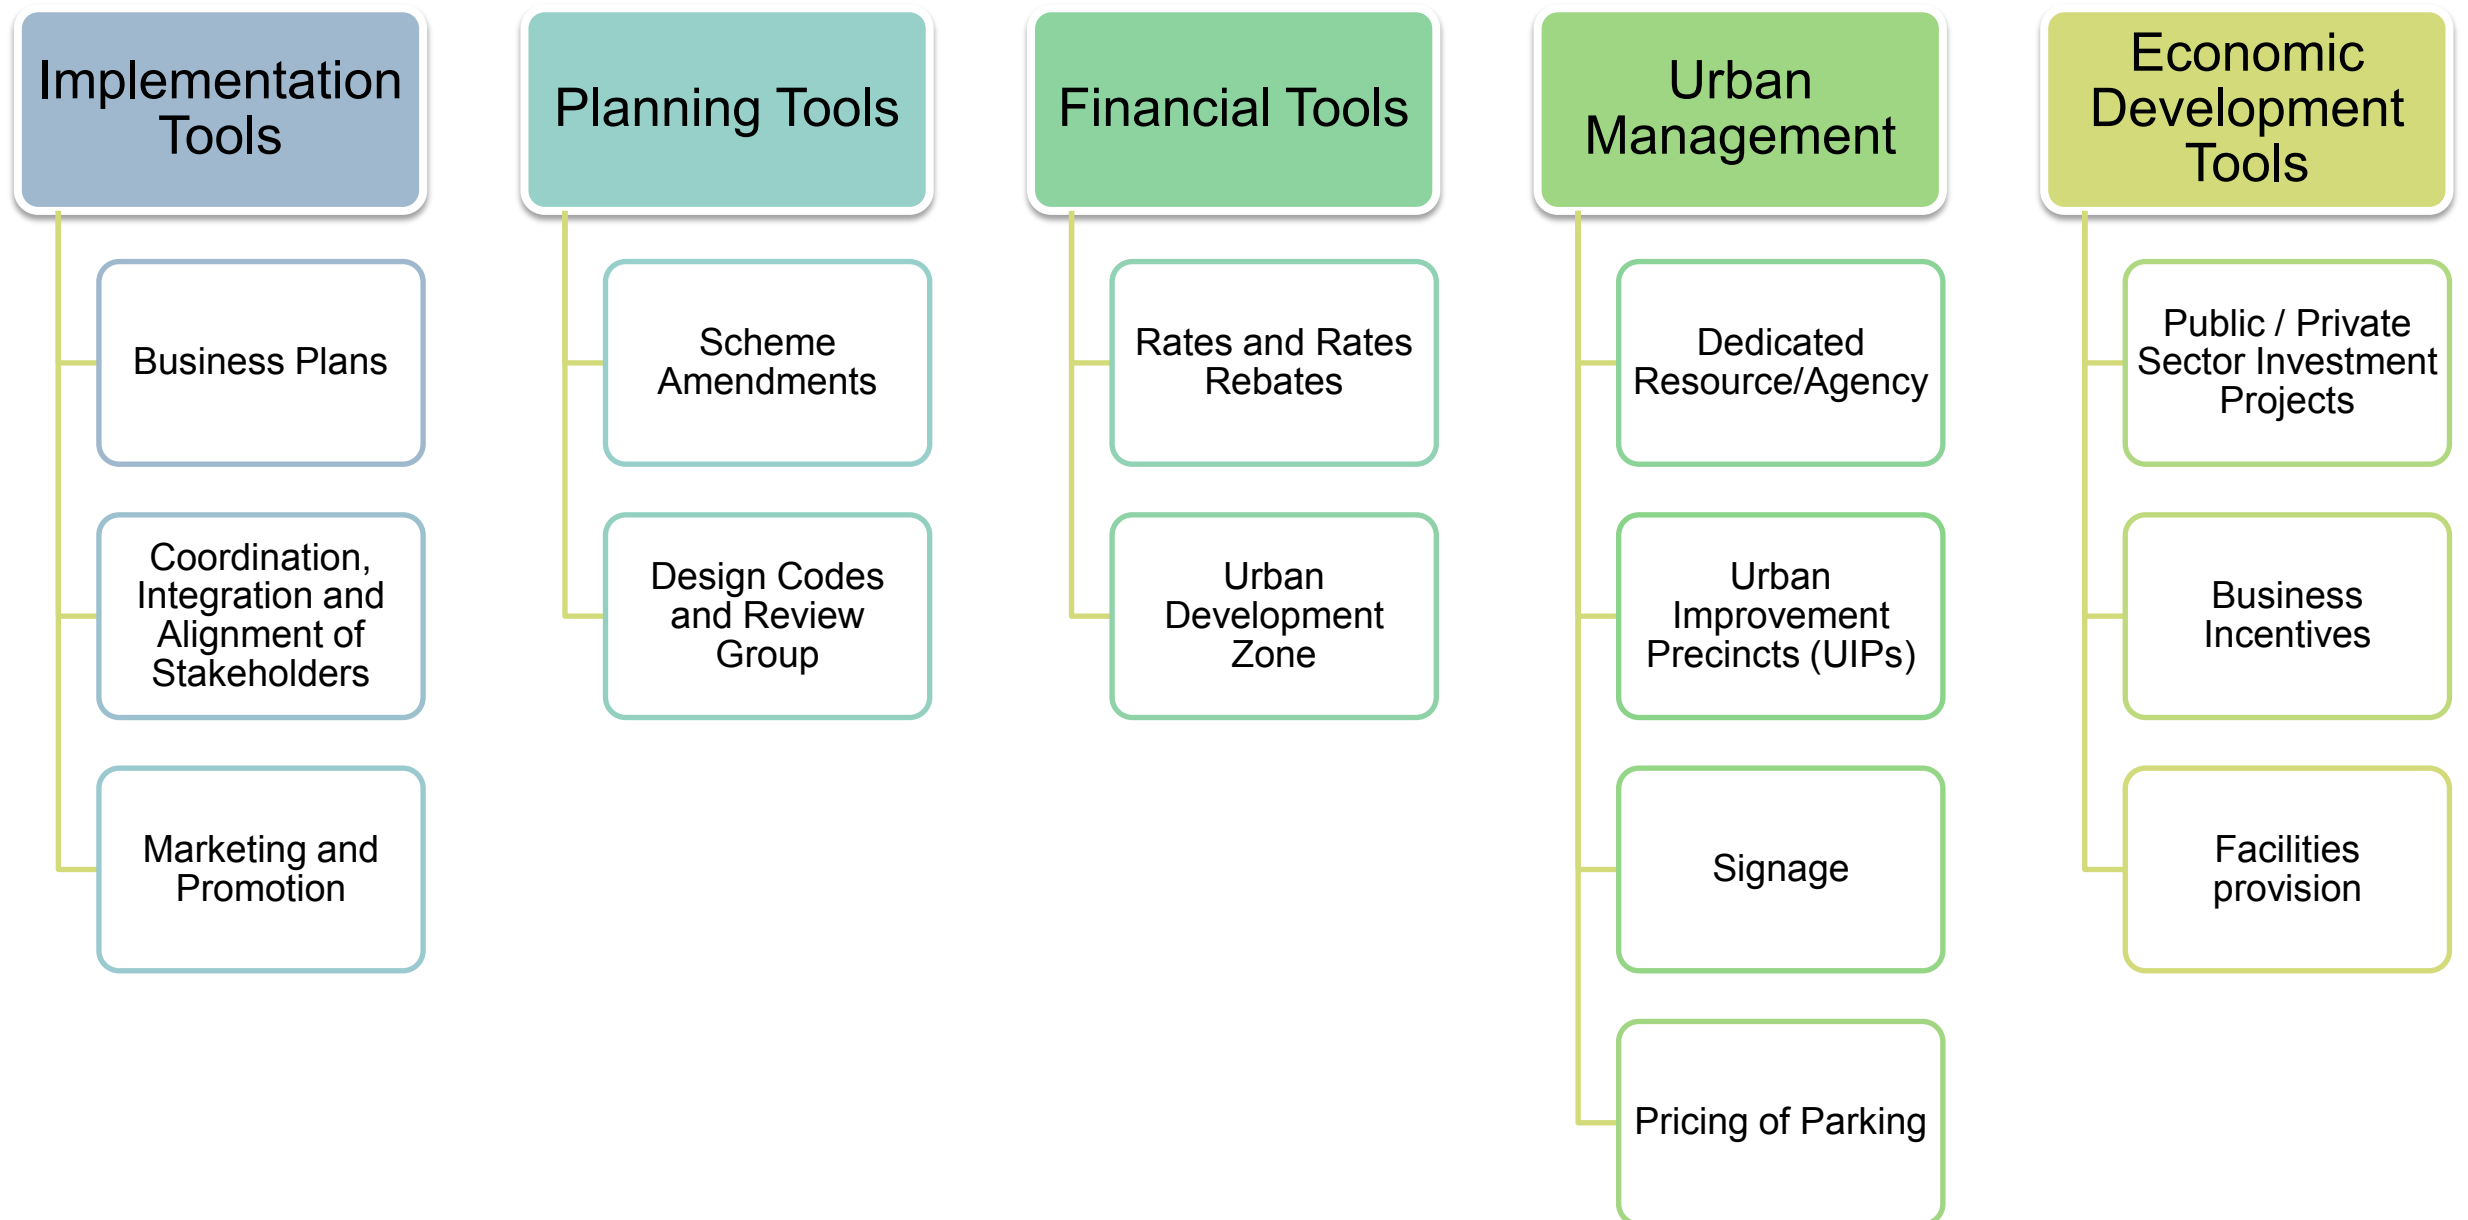 Implementation
Tools
Business Plans
Coordination,
Integration and
Alignment of
Stakeholders
Marketing and
Promotion
Planning Tools
Scheme
Amendments
Design Codes
and Review
Group
Financial Tools
Rates and Rates
Rebates
Urban
Development
Zone
Urban
Management
Dedicated
Resource/Agency
Urban
Improvement
Precincts (UIPs)
Signage
Pricing of Parking
Economic
Development
Tools
Public / Private
Sector Investment
Projects
Business
Incentives
Facilities
provision